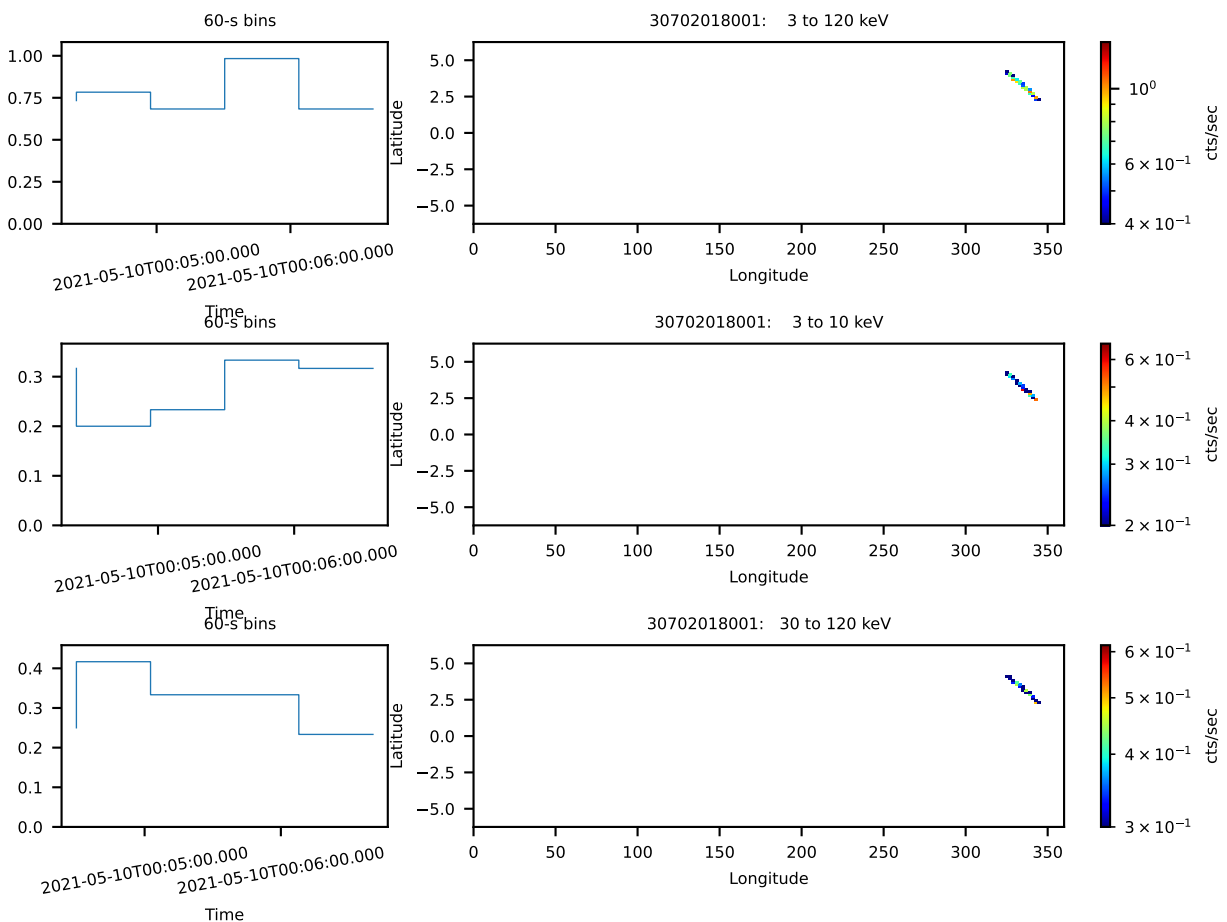 60-s bins
1.00
0.75
0.50
0.25
0.00
2021-05-10T00:05:00.000
2021-05-10T00:06:00.000
Time
30702018001:    3 to 120 keV
Latitude
5.0
2.5
0.0
−2.5
−5.0
0 50 100 150 200 250 300 350
Longitude
10⁰
6 × 10⁻¹
4 × 10⁻¹
cts/sec
60-s bins
0.3
0.2
0.1
0.0
2021-05-10T00:05:00.000
2021-05-10T00:06:00.000
Time
30702018001:    3 to 10 keV
Latitude
5.0
2.5
0.0
−2.5
−5.0
0 50 100 150 200 250 300 350
Longitude
6 × 10⁻¹
4 × 10⁻¹
3 × 10⁻¹
2 × 10⁻¹
cts/sec
60-s bins
0.4
0.3
0.2
0.1
0.0
2021-05-10T00:05:00.000
2021-05-10T00:06:00.000
Time
30702018001:   30 to 120 keV
Latitude
5.0
2.5
0.0
−2.5
−5.0
0 50 100 150 200 250 300 350
Longitude
6 × 10⁻¹
5 × 10⁻¹
4 × 10⁻¹
3 × 10⁻¹
cts/sec